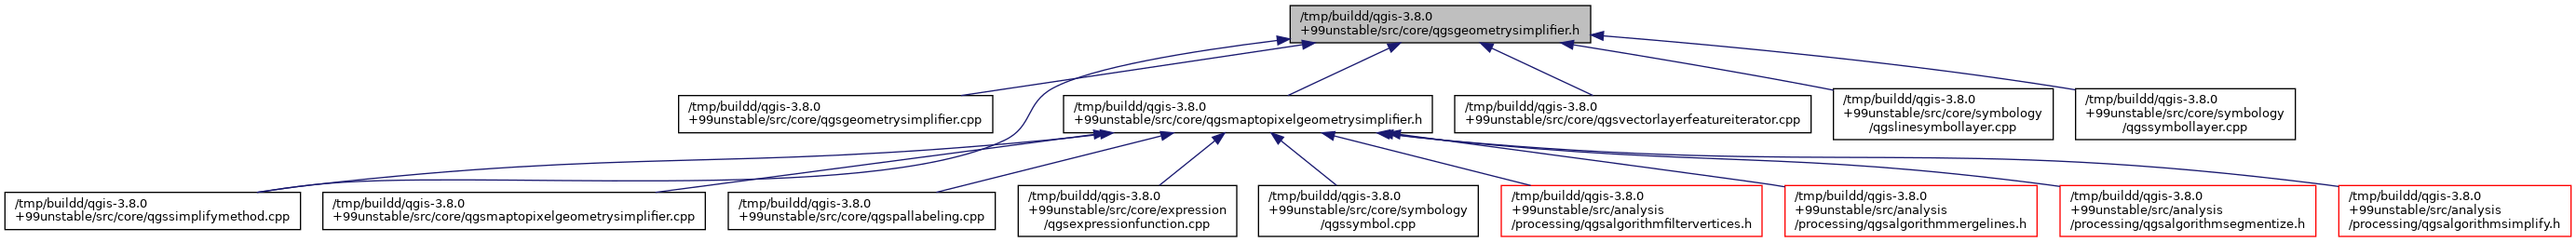 /tmp/buildd/qgis-3.8.0
+99unstable/src/core/qgsgeometrysimplifier.h
/tmp/buildd/qgis-3.8.0
+99unstable/src/core/qgsgeometrysimplifier.cpp
/tmp/buildd/qgis-3.8.0
+99unstable/src/core/qgsmaptopixelgeometrysimplifier.h
/tmp/buildd/qgis-3.8.0
+99unstable/src/core/qgsvectorlayerfeatureiterator.cpp
/tmp/buildd/qgis-3.8.0
+99unstable/src/core/symbology
/qgslinesymbollayer.cpp
/tmp/buildd/qgis-3.8.0
+99unstable/src/core/symbology
/qgssymbollayer.cpp
/tmp/buildd/qgis-3.8.0
+99unstable/src/core/qgssimplifymethod.cpp
/tmp/buildd/qgis-3.8.0
+99unstable/src/core/qgsmaptopixelgeometrysimplifier.cpp
/tmp/buildd/qgis-3.8.0
+99unstable/src/core/qgspallabeling.cpp
/tmp/buildd/qgis-3.8.0
+99unstable/src/core/expression
/qgsexpressionfunction.cpp
/tmp/buildd/qgis-3.8.0
+99unstable/src/core/symbology
/qgssymbol.cpp
/tmp/buildd/qgis-3.8.0
+99unstable/src/analysis
/processing/qgsalgorithmfiltervertices.h
/tmp/buildd/qgis-3.8.0
+99unstable/src/analysis
/processing/qgsalgorithmmergelines.h
/tmp/buildd/qgis-3.8.0
+99unstable/src/analysis
/processing/qgsalgorithmsegmentize.h
/tmp/buildd/qgis-3.8.0
+99unstable/src/analysis
/processing/qgsalgorithmsimplify.h